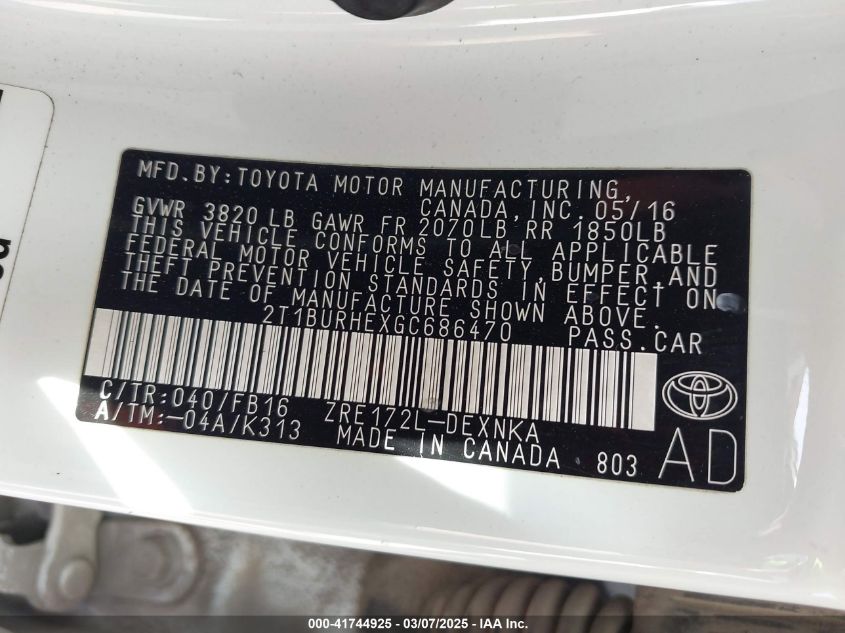 MFD. BY: TOYOTA MOTOR MANUFACTURING,
CANADA, INC. 05/16
GVWR 3820 LB GAWR FR 2070LB RR 1850LB
THIS VEHICLE CONFORMS TO ALL APPLICABLE
FEDERAL MOTOR VEHICLE SAFETY, BUMPER, AND
THEFT PREVENTION STANDARDS IN EFFECT ON
THE DATE OF MANUFACTURE SHOWN ABOVE.
2T1BURHEXGC686470 PASS. CAR
C/TR: 040/FB16 ZRE172L-DEXNKA
A/TM: -04A/K313 MADE IN CANADA 803 AD
000-41744925 - 03/07/2025 - IAA Inc.